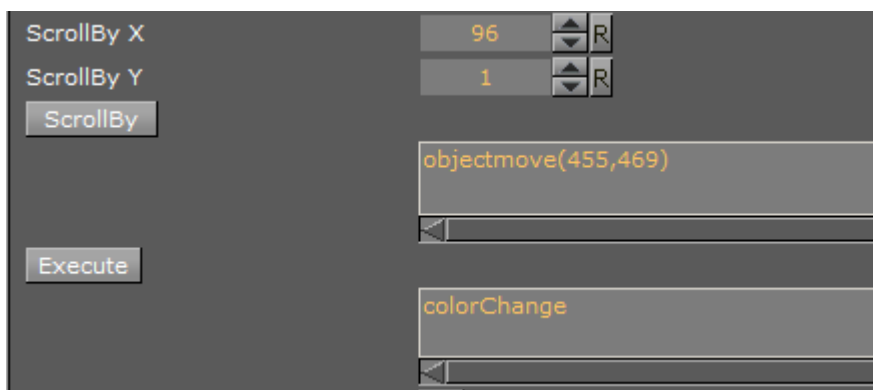 ScrollBy X 96 R
ScrollBy Y 1 R
ScrollBy
objectmove(455,469)
Execute
colorChange